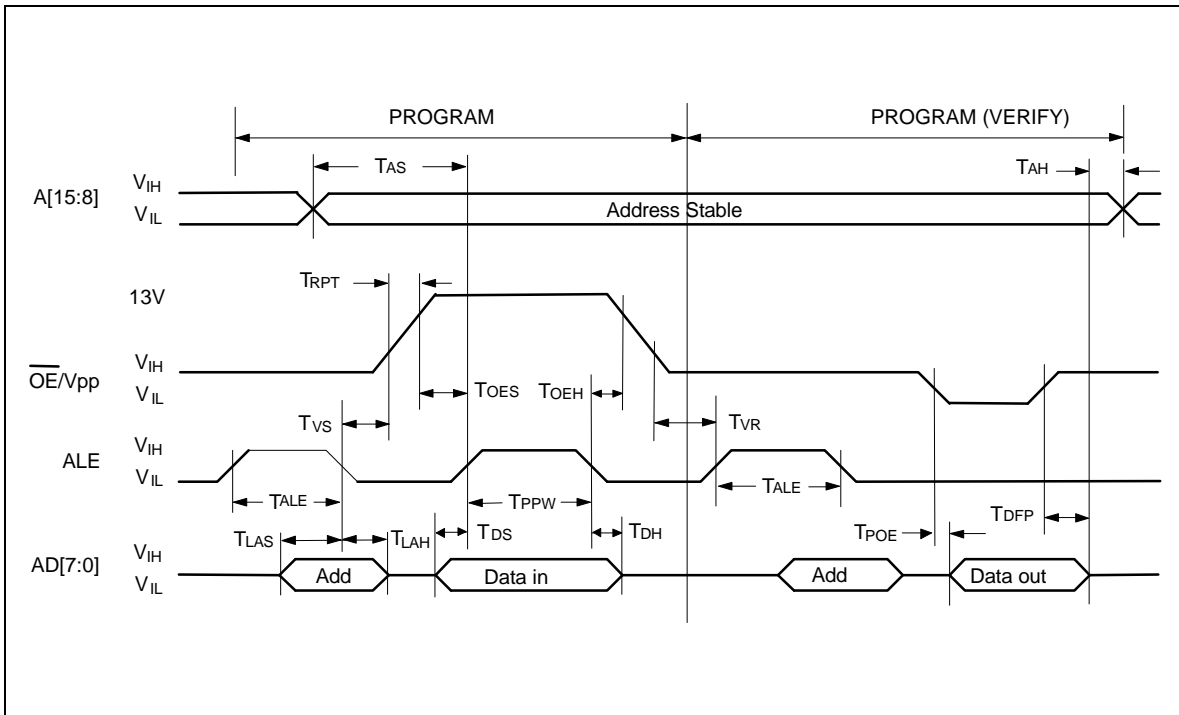 PROGRAM PROGRAM (VERIFY)
TAS TAH
A[15:8] VIH
VIL Address Stable
TRPT
13V
OE/Vpp VIH
VIL TOES TOEH
TVS TVR
ALE VIH
VIL
TALE TPPW TALE
TDFP
TLAS TLAH TDS TDH TPOE
AD[7:0] VIH
VIL Add Data in Add Data out